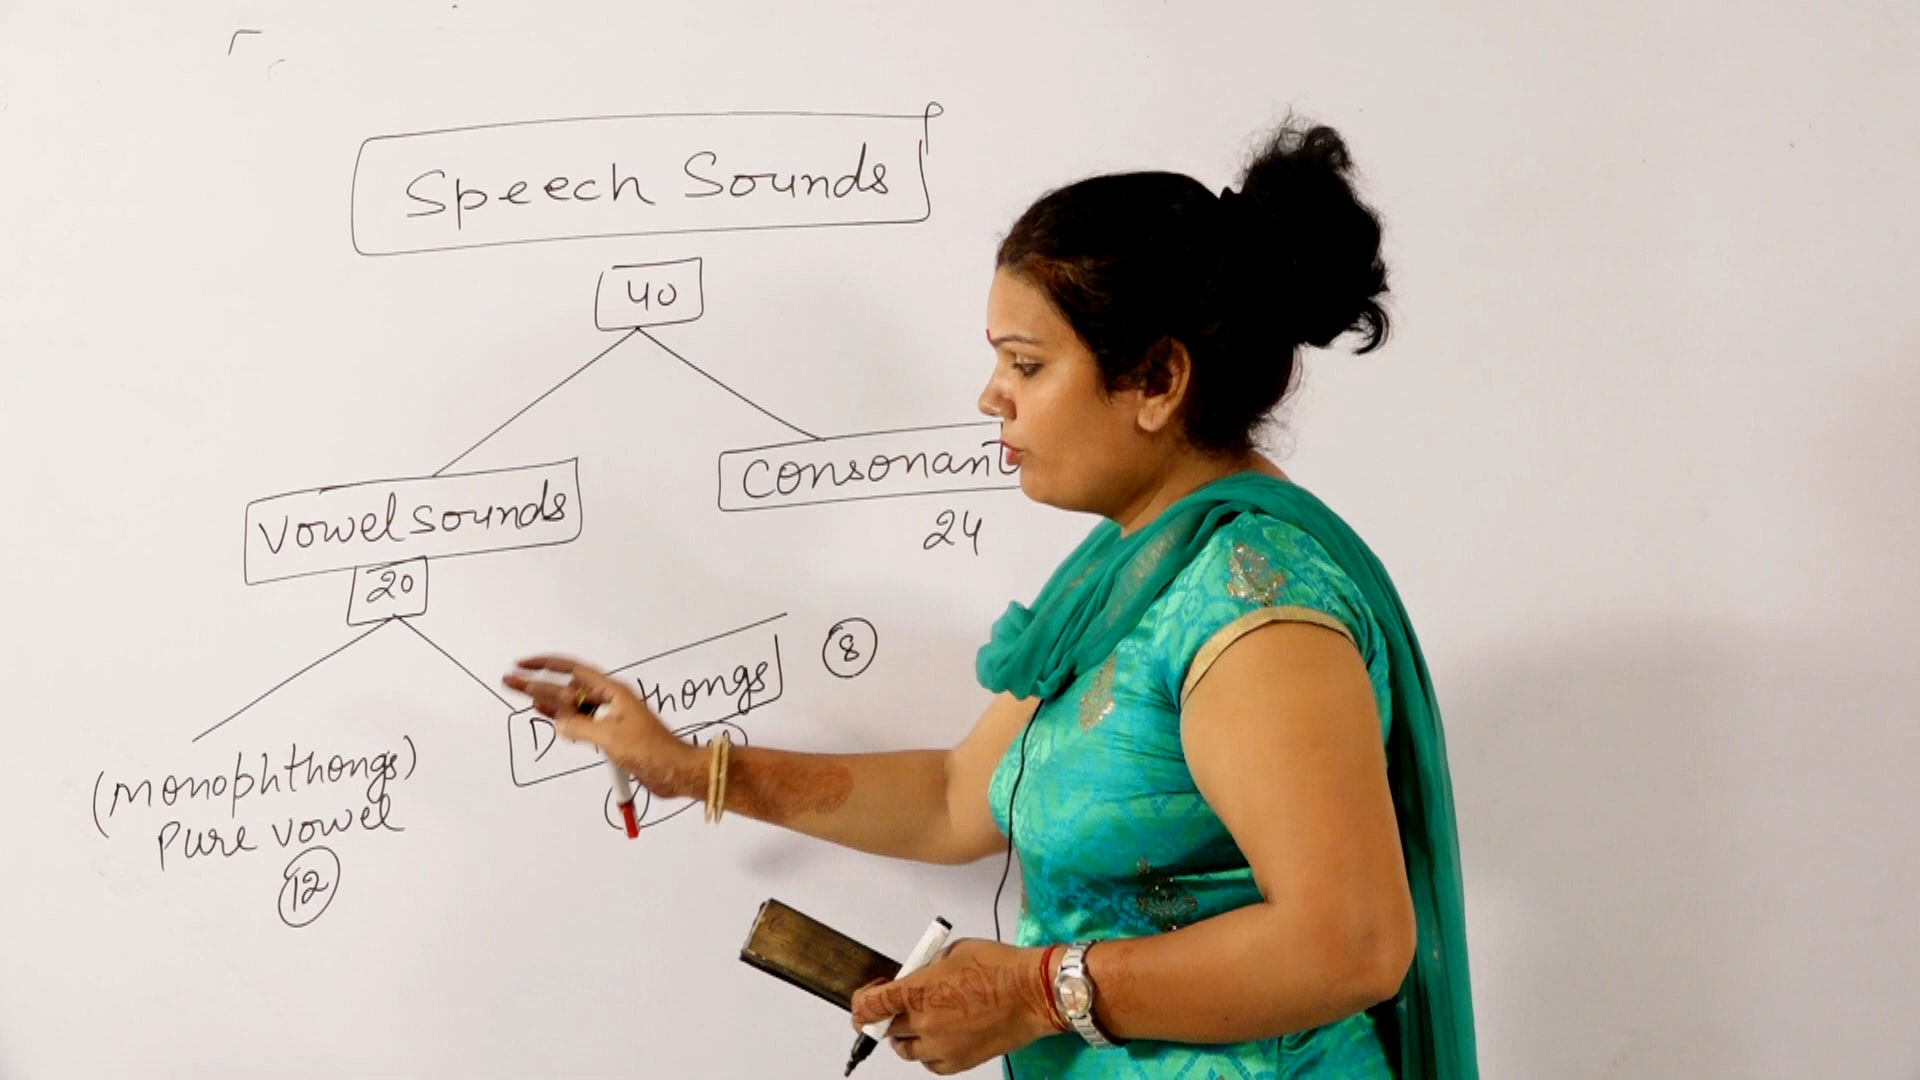 Speech Sounds
40
Vowel sounds
Consonant
20
24
(Monophthongs)
Pure vowel
12
thongs
8